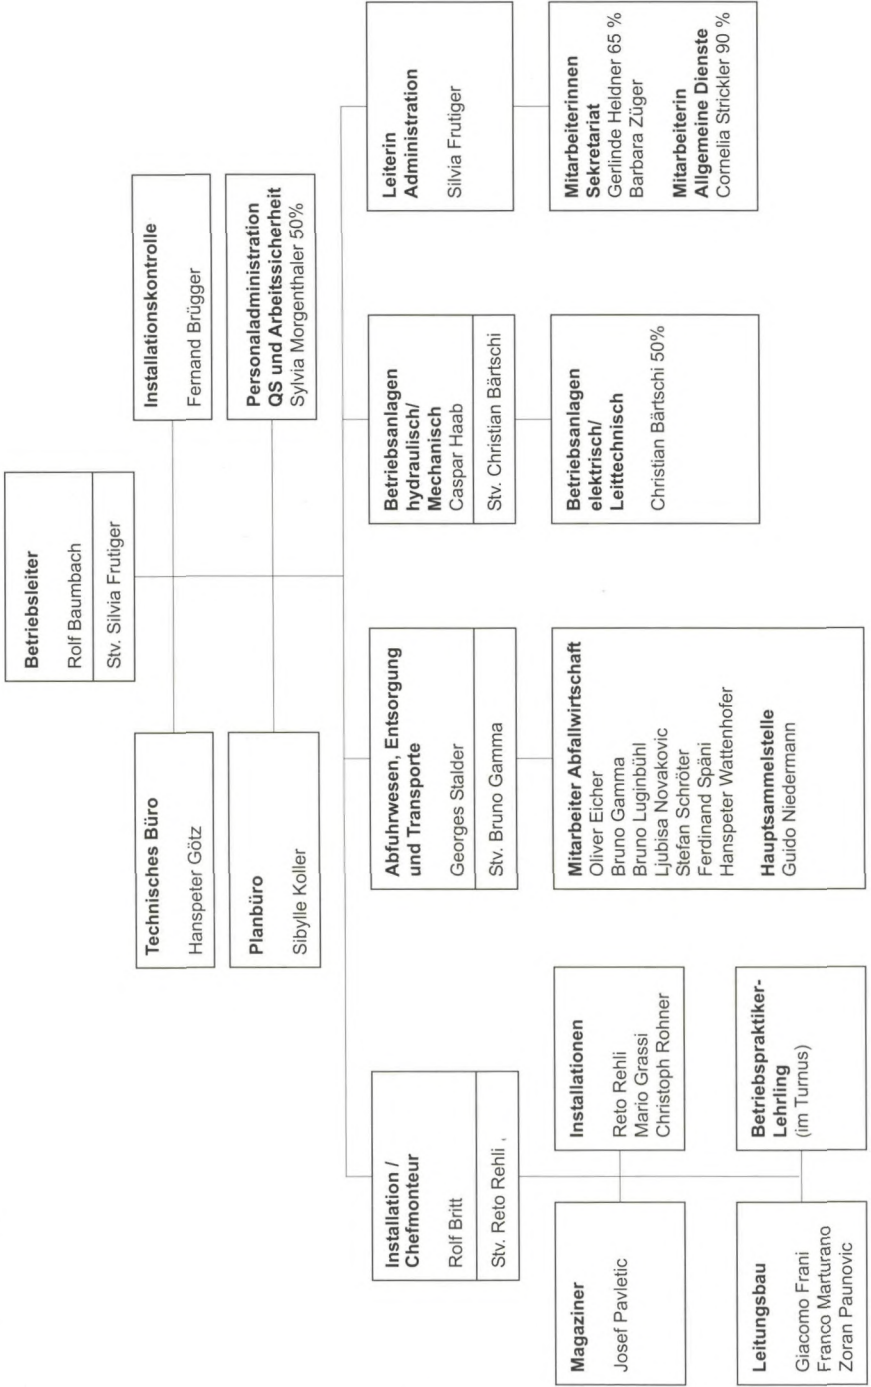 Betriebsleiter
Rolf Baumbach
Stv. Silvia Frutiger
Technisches Büro
Hanspeter Götz
Installationskontrolle
Fernand Brügger
Planbüro
Sibylle Koller
Personaladministration
QS und Arbeitssicherheit
Sylvia Morgenthaler 50%
Installation /
Chefmonteur
Rolf Britt
Stv. Reto Rehli
Abfuhrwesen, Entsorgung
und Transporte
Georges Stalder
Stv. Bruno Gamma
Betriebsanlagen
hydraulisch/
Mechanisch
Caspar Haab
Stv. Christian Bärtschi
Leiterin
Administration
Silvia Frutiger
Magaziner
Josef Pavletic
Installationen
Reto Rehli
Mario Grassi
Christoph Rohner
Leitungsbau
Giacomo Frani
Franco Marturano
Zoran Paunovic
Betriebspraktiker-
Lehrling
(im Turnus)
Mitarbeiter Abfallwirtschaft
Oliver Eicher
Bruno Gamma
Bruno Luginbühl
Ljubisa Novakovic
Stefan Schröter
Ferdinand Späni
Hanspeter Wattenhofer
Hauptsammelstelle
Guido Niedermann
Betriebsanlagen
elektrisch/
Leittechnisch
Christian Bärtschi 50%
Mitarbeiterinnen
Sekretariat
Gerlinde Heldner 65 %
Barbara Züger
Mitarbeiterin
Allgemeine Dienste
Cornelia Strickler 90 %